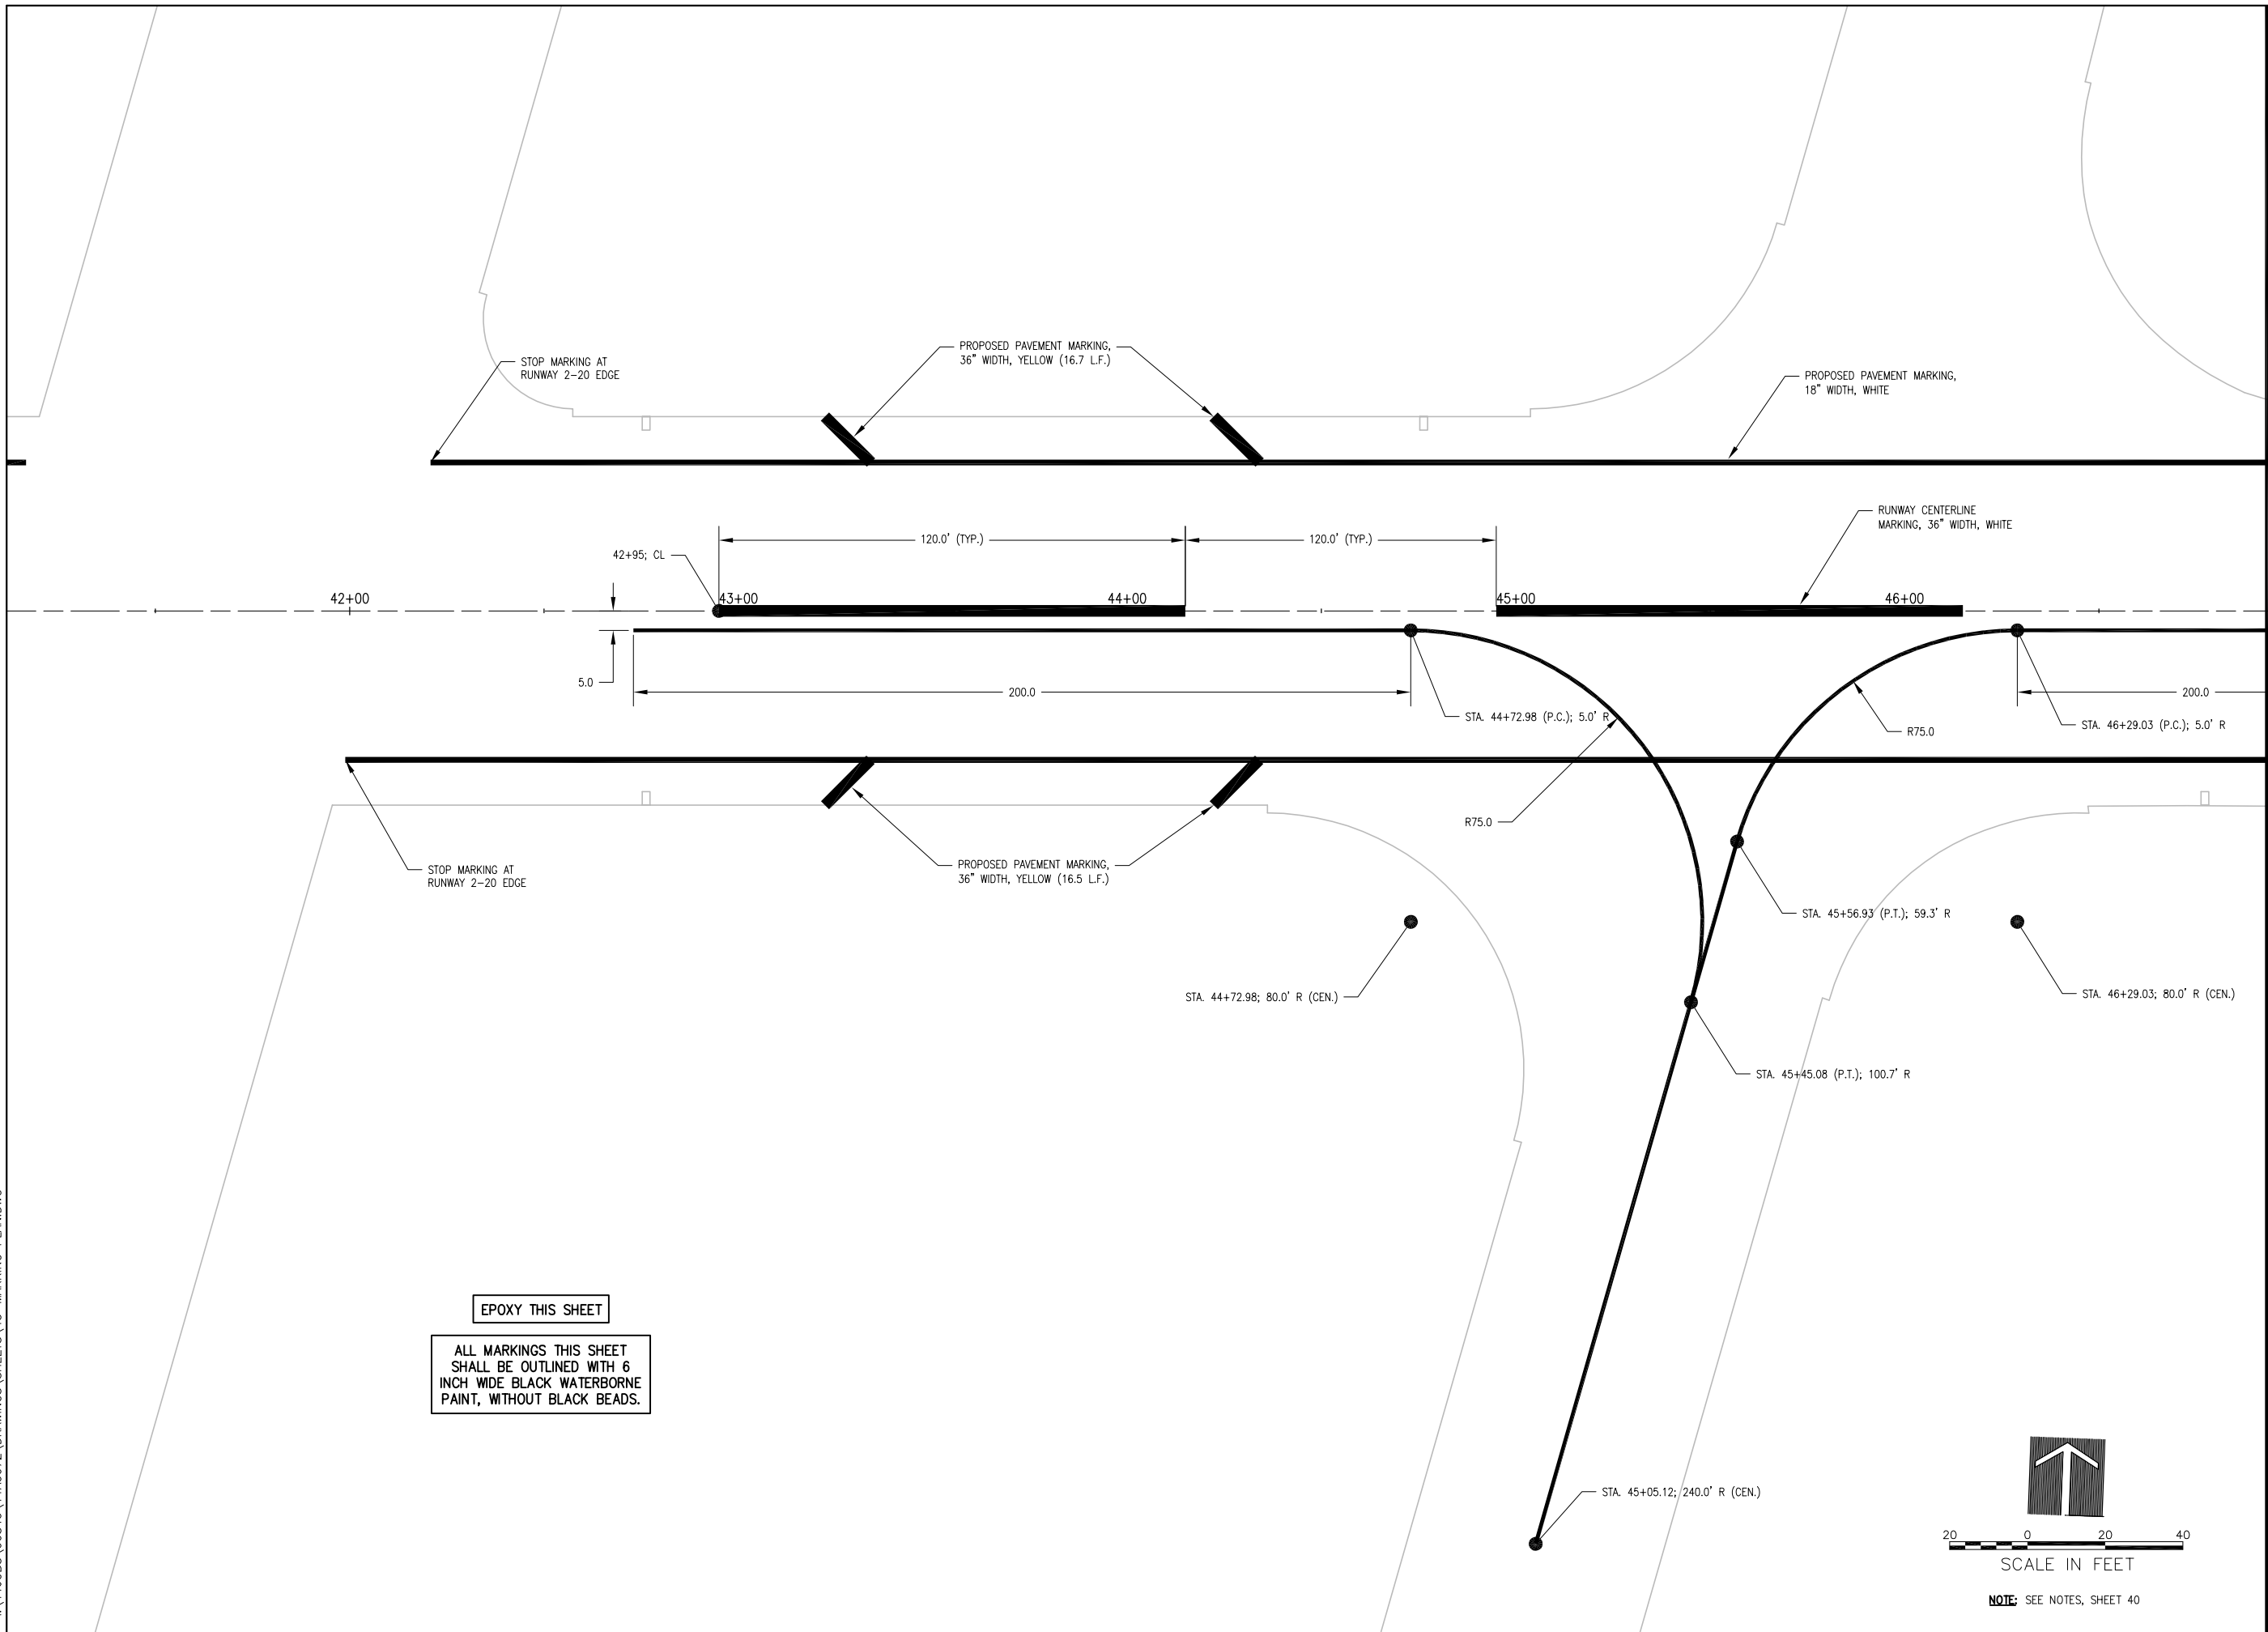 STOP MARKING AT
RUNWAY 2-20 EDGE
PROPOSED PAVEMENT MARKING,
36" WIDTH, YELLOW (16.7 L.F.)
PROPOSED PAVEMENT MARKING,
18" WIDTH, WHITE
RUNWAY CENTERLINE
MARKING, 36" WIDTH, WHITE
120.0' (TYP.)
120.0' (TYP.)
42+95; CL
42+00
43+00
44+00
45+00
46+00
5.0
200.0
200.0
STA. 44+72.98 (P.C.); 5.0' R
STA. 46+29.03 (P.C.); 5.0' R
R75.0
R75.0
STOP MARKING AT
RUNWAY 2-20 EDGE
PROPOSED PAVEMENT MARKING,
36" WIDTH, YELLOW (16.5 L.F.)
STA. 45+56.93 (P.T.); 59.3' R
STA. 44+72.98; 80.0' R (CEN.)
STA. 46+29.03; 80.0' R (CEN.)
STA. 45+45.08 (P.T.); 100.7' R
EPOXY THIS SHEET
ALL MARKINGS THIS SHEET
SHALL BE OUTLINED WITH 6
INCH WIDE BLACK WATERBORNE
PAINT, WITHOUT BLACK BEADS.
STA. 45+05.12; 240.0' R (CEN.)
20 0 20 40
SCALE IN FEET
NOTE: SEE NOTES, SHEET 40